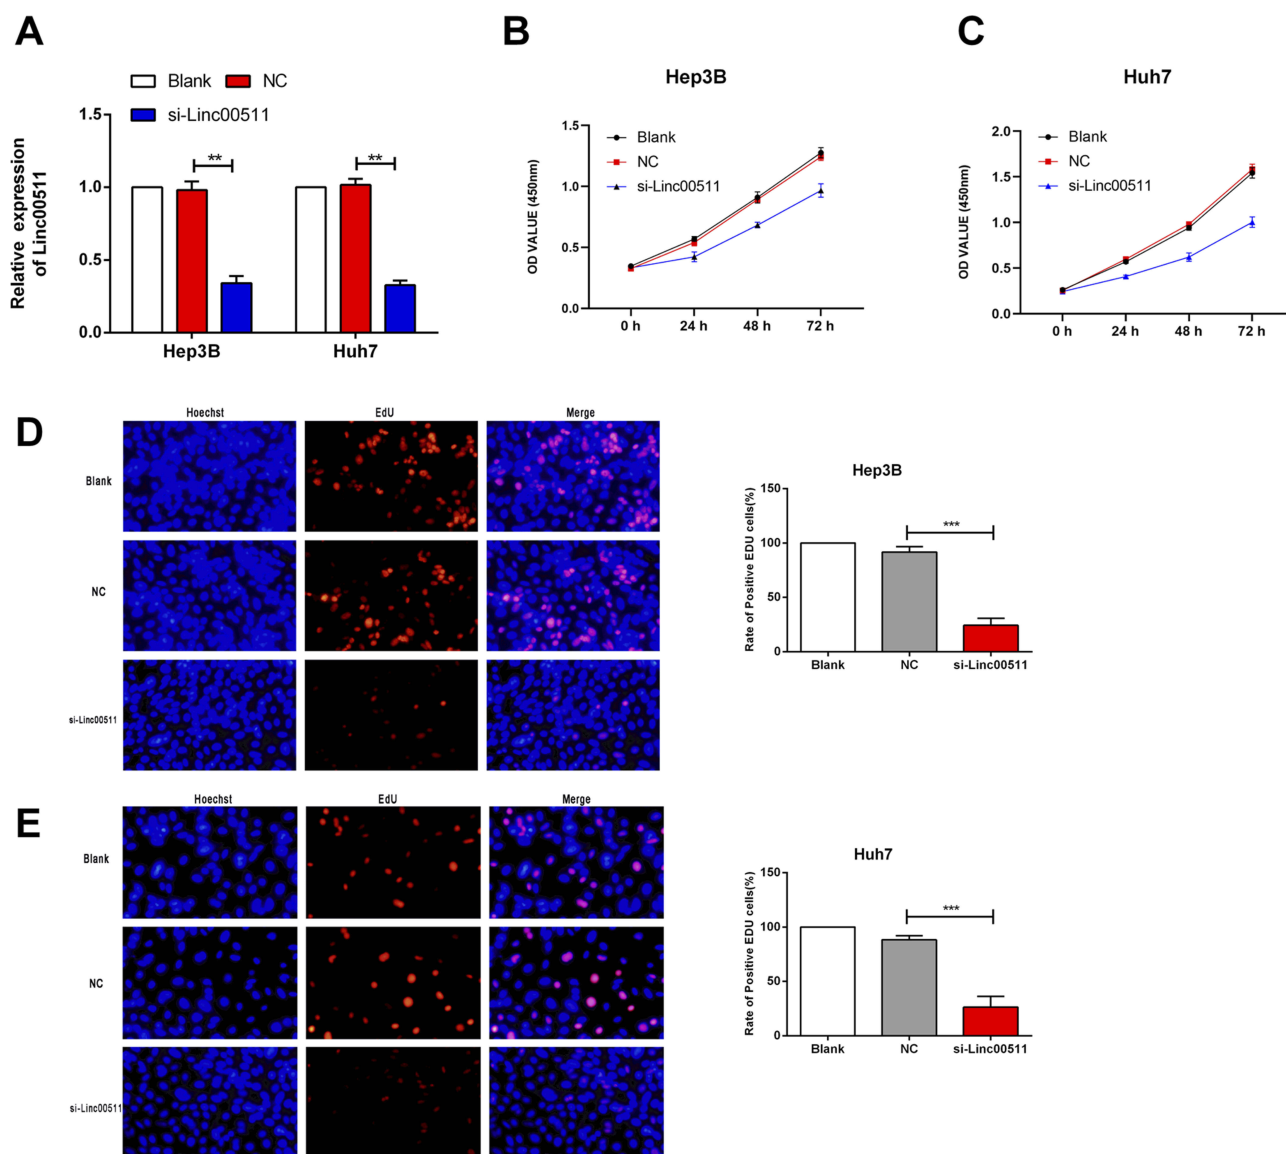 A
Blank NC
si-Linc00511
Relative expression
of Linc00511
1.5
1.0
0.5
0.0
** **
Hep3B Huh7
B
Hep3B
Blank
NC
si-Linc00511
OD VALUE (450nm)
1.5
1.0
0.5
0.0
0 h 24 h 48 h 72 h
C
Huh7
Blank
NC
si-Linc00511
OD VALUE (450nm)
2.0
1.5
1.0
0.5
0.0
0 h 24 h 48 h 72 h
D
Hoechst EdU Merge
Blank
NC
si-Linc00511
Hep3B
Rate of Positive EDU cells(%)
150
100
50
0
***
Blank NC si-Linc00511
E
Hoechst EdU Merge
Blank
NC
si-Linc00511
Huh7
Rate of Positive EDU cells(%)
150
100
50
0
***
Blank NC si-Linc00511